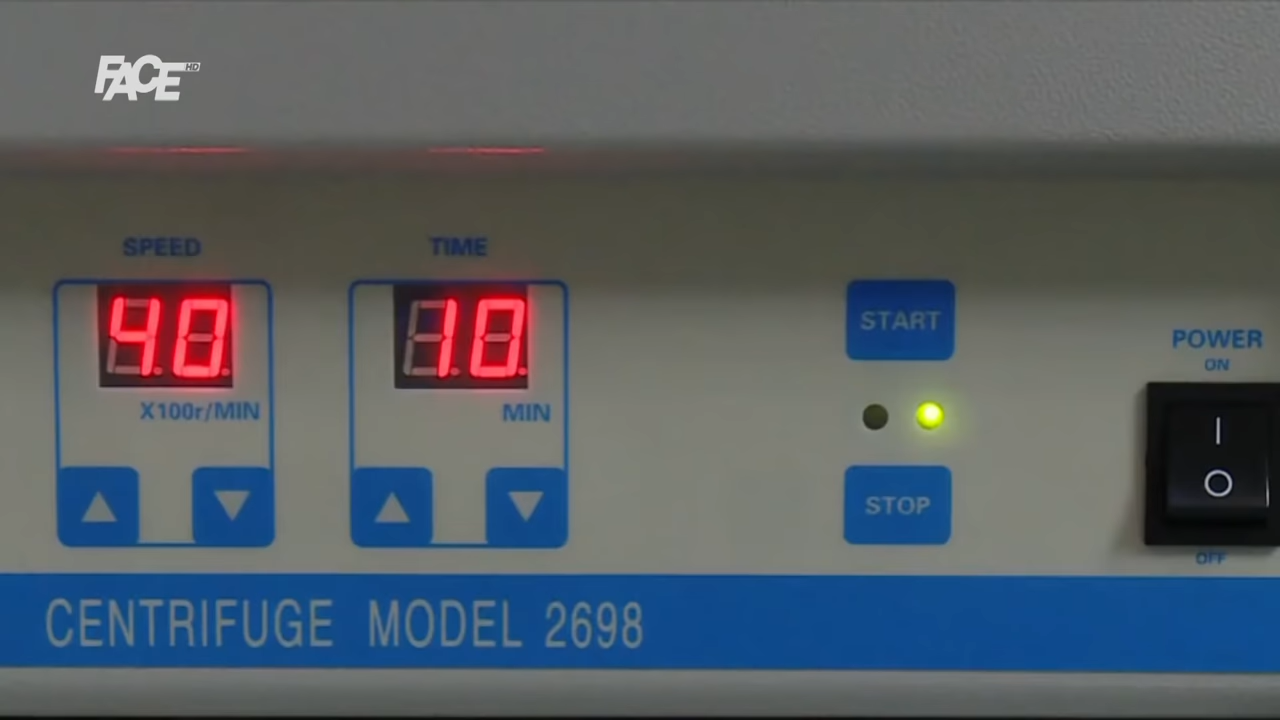 FACE HD
SPEED
TIME
40
10
X100r/MIN
MIN
START
STOP
POWER
ON
I
O
OFF
CENTRIFUGE MODEL 2698